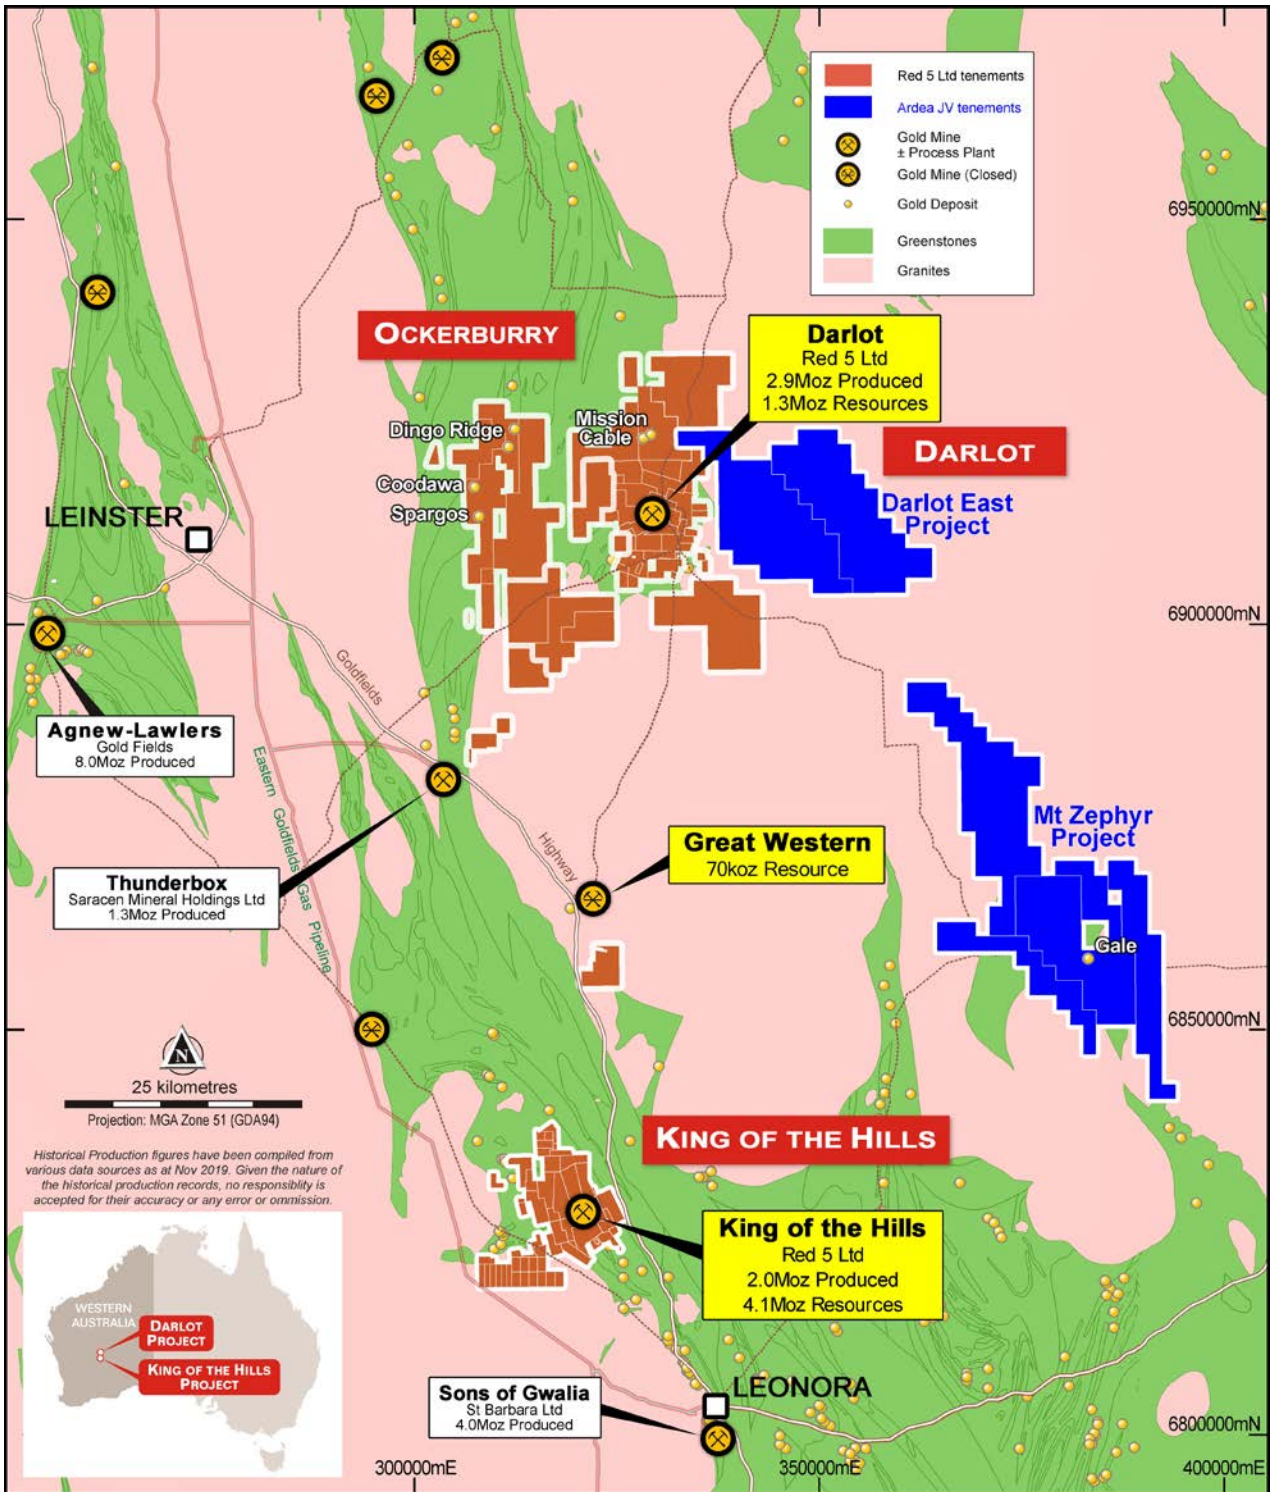 Red 5 Ltd tenements
Ardea JV tenements
Gold Mine
± Process Plant
Gold Mine (Closed)
Gold Deposit
Greenstones
Granites
6950000mN
OCKERBURRY
Darlot
Red 5 Ltd
2.9Moz Produced
1.3Moz Resources
Dingo Ridge
Mission
Cable
Coodawa
Spargos
DARLOT
Darlot East
Project
LEINSTER
6900000mN
Goldfields
Agnew-Lawlers
Gold Fields
8.0Moz Produced
Eastern Goldfields Gas Pipeling
Highway
Great Western
70koz Resource
Mt Zephyr
Project
Thunderbox
Saracen Mineral Holdings Ltd
1.3Moz Produced
Gale
6850000mN
N
25 kilometres
Projection: MGA Zone 51 (GDA94)
Historical Production figures have been compiled from
various data sources as at Nov 2019. Given the nature of
the historical production records, no responsiblity is
accepted for their accuracy or any error or ommission.
KING OF THE HILLS
King of the Hills
Red 5 Ltd
2.0Moz Produced
4.1Moz Resources
WESTERN
AUSTRALIA
DARLOT
PROJECT
KING OF THE HILLS
PROJECT
Sons of Gwalia
St Barbara Ltd
4.0Moz Produced
LEONORA
6800000mN
300000mE
350000mE
400000mE